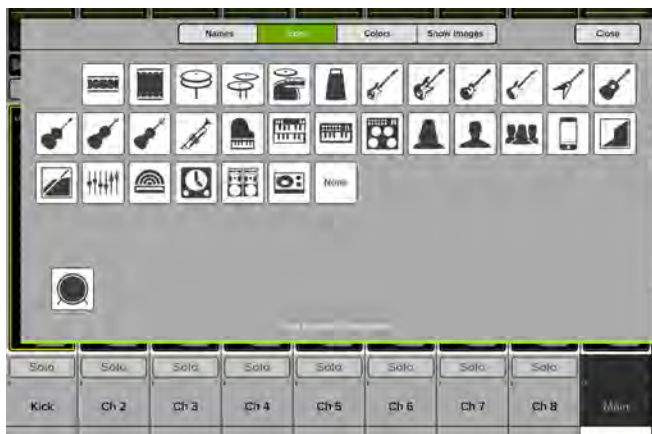 Names Icons Colors Show Images Close
None
Solo Solo Solo Solo Solo Solo Solo Solo
Kick Ch 2 Ch 3 Ch 4 Ch 5 Ch 6 Ch 7 Ch 8 Main